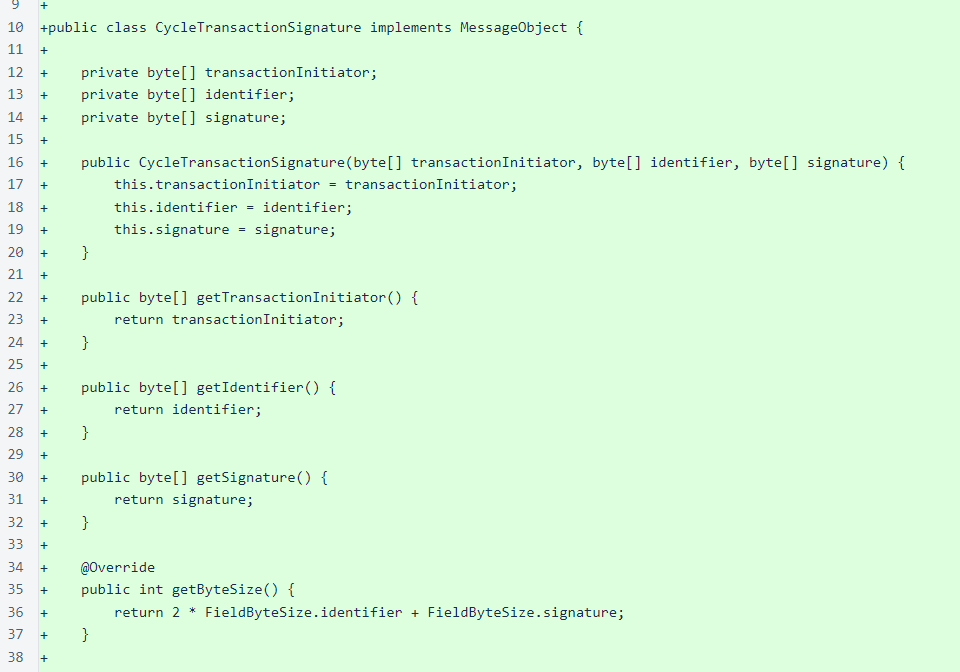 9 +
10 +public class CycleTransactionSignature implements MessageObject {
11 +
12 +    private byte[] transactionInitiator;
13 +    private byte[] identifier;
14 +    private byte[] signature;
15 +
16 +    public CycleTransactionSignature(byte[] transactionInitiator, byte[] identifier, byte[] signature) {
17 +        this.transactionInitiator = transactionInitiator;
18 +        this.identifier = identifier;
19 +        this.signature = signature;
20 +    }
21 +
22 +    public byte[] getTransactionInitiator() {
23 +        return transactionInitiator;
24 +    }
25 +
26 +    public byte[] getIdentifier() {
27 +        return identifier;
28 +    }
29 +
30 +    public byte[] getSignature() {
31 +        return signature;
32 +    }
33 +
34 +    @Override
35 +    public int getByteSize() {
36 +        return 2 * FieldByteSize.identifier + FieldByteSize.signature;
37 +    }
38 +